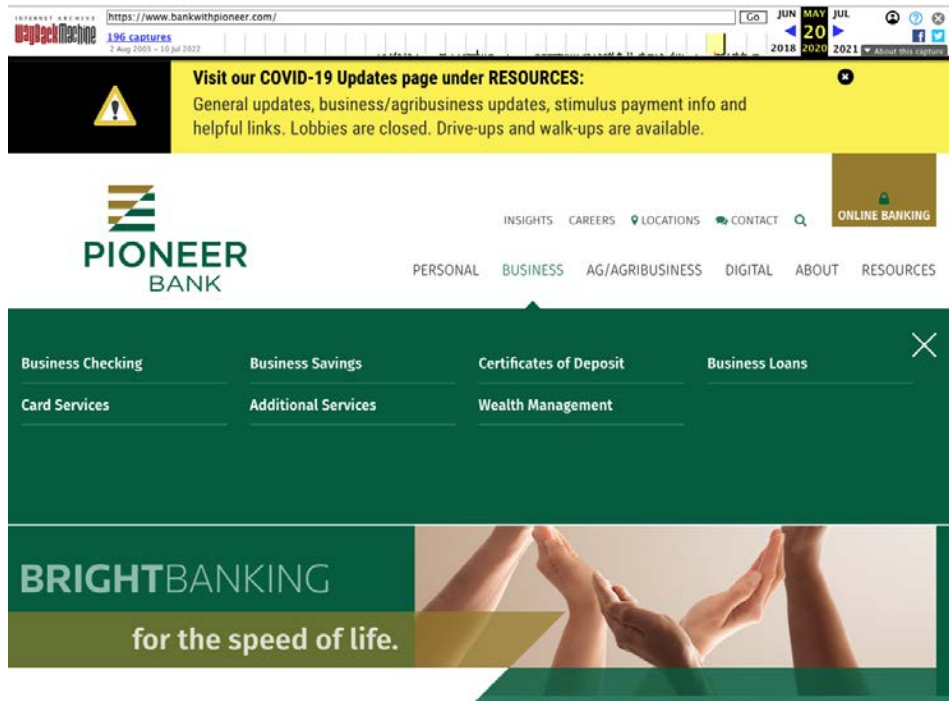 INTERNET ARCHIVE
WayBackMachine
https://www.bankwithpioneer.com/
Go
JUN MAY JUL
196 captures
20
2 Aug 2003 – 10 Jul 2022
2018 2020 2021
▼ About this capture
Visit our COVID-19 Updates page under RESOURCES:
General updates, business/agribusiness updates, stimulus payment info and
helpful links. Lobbies are closed. Drive-ups and walk-ups are available.
INSIGHTS CAREERS LOCATIONS CONTACT
ONLINE BANKING
PIONEER
BANK
PERSONAL BUSINESS AG/AGRIBUSINESS DIGITAL ABOUT RESOURCES
Business Checking Business Savings Certificates of Deposit Business Loans
Card Services Additional Services Wealth Management
BRIGHTBANKING
for the speed of life.